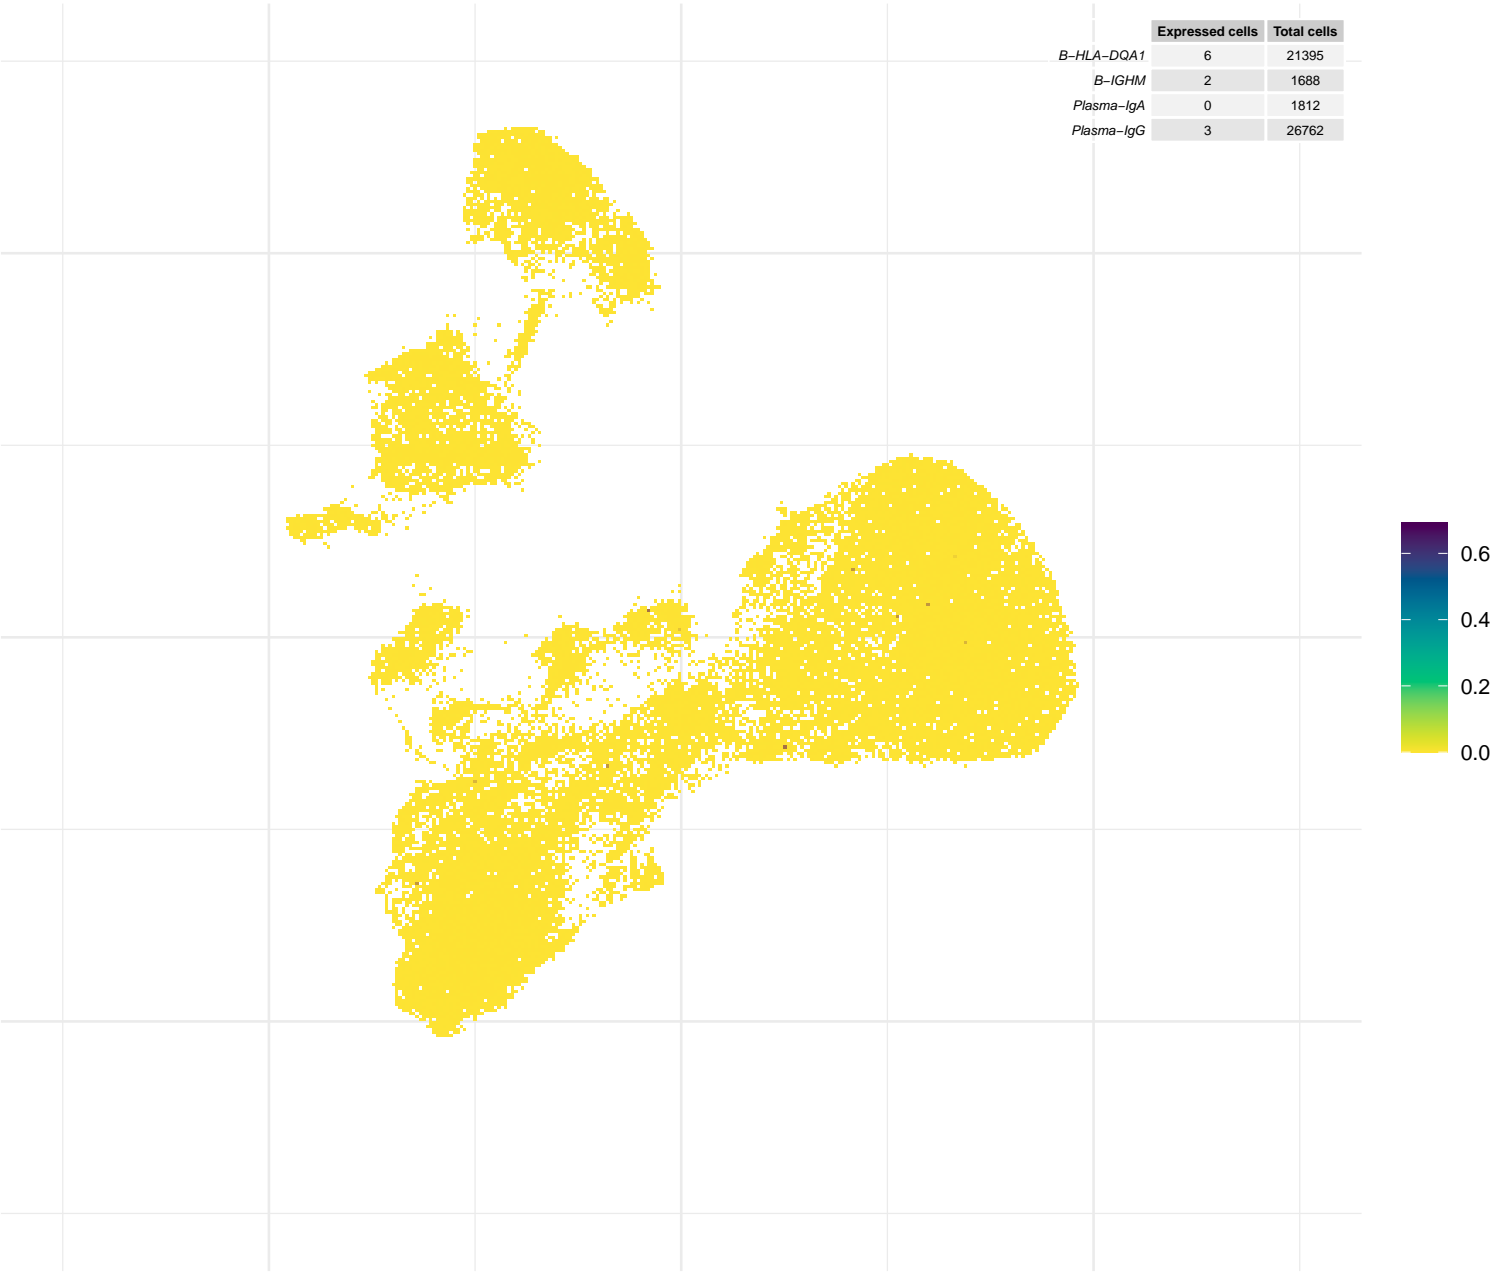 Expressed cells Total cells
B−HLA−DQA1 6 21395
B−IGHM 2 1688
Plasma−IgA 0 1812
Plasma−IgG 3 26762
0.6
0.4
0.2
0.0